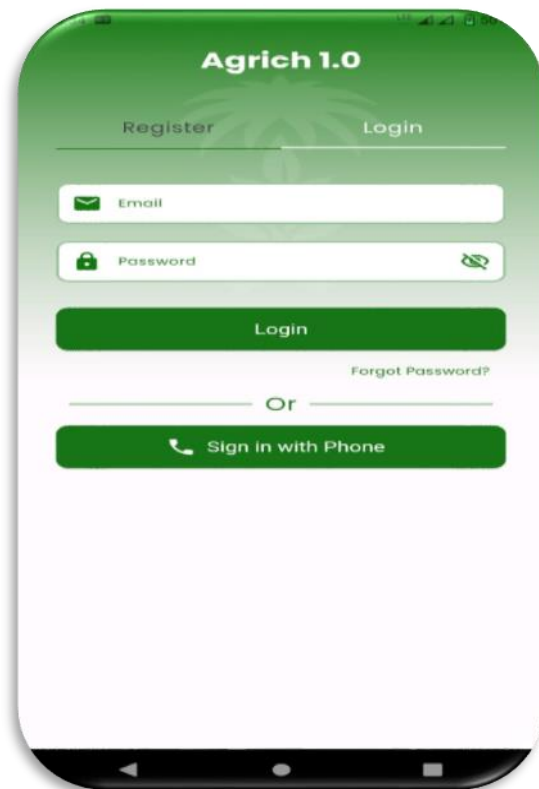 Agrich 1.0
Register Login
Email
Password
Login
Forgot Password?
Or
Sign in with Phone